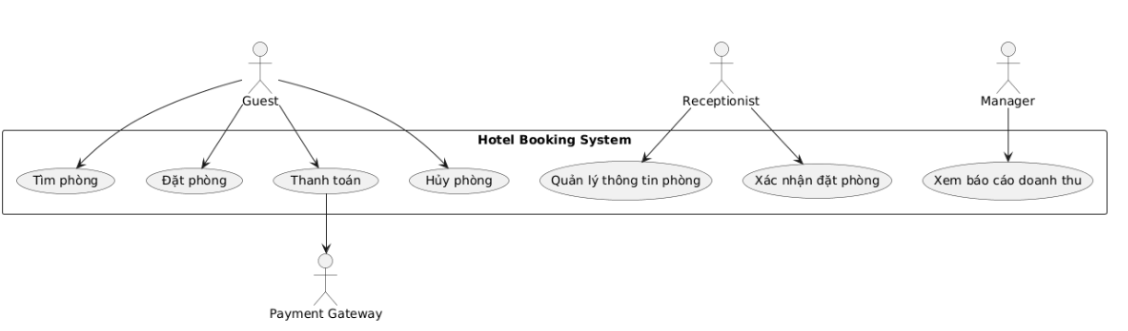 Guest
Receptionist
Manager
Hotel Booking System
Tìm phòng
Đặt phòng
Thanh toán
Hủy phòng
Quản lý thông tin phòng
Xác nhận đặt phòng
Xem báo cáo doanh thu
Payment Gateway